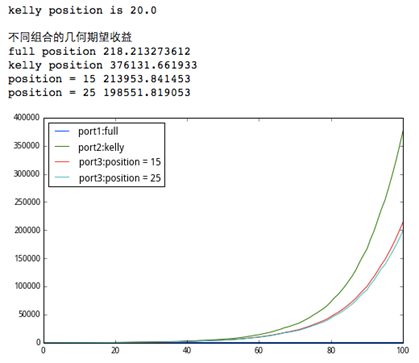 kelly position is 20.0
不同组合的几何期望收益
full position 218.213273612
kelly position 376131.661933
position = 15 213953.841453
position = 25 198551.819053
400000
350000
300000
250000
200000
150000
100000
50000
0
port1:full
port2:kelly
port3:position = 15
port3:position = 25
0 20 40 60 80 100